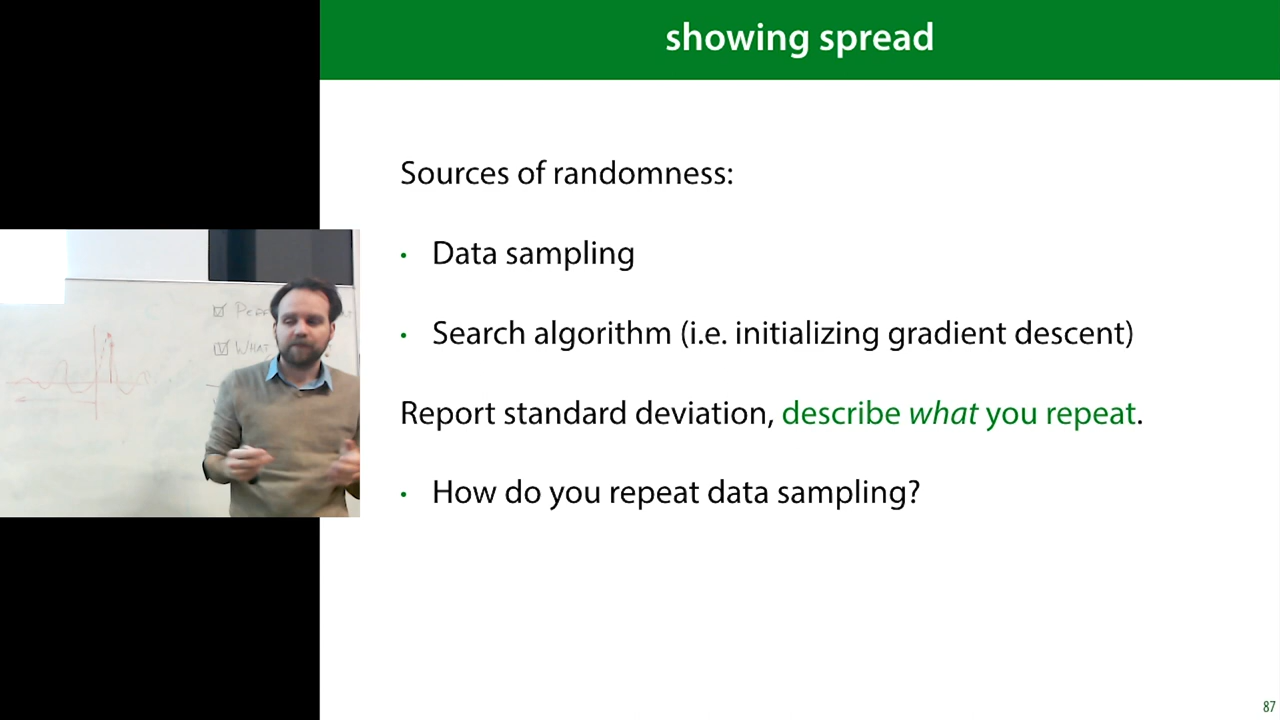 showing spread
Sources of randomness:
• Data sampling
• Search algorithm (i.e. initializing gradient descent)
Report standard deviation, describe what you repeat.
• How do you repeat data sampling?
WHAT
87